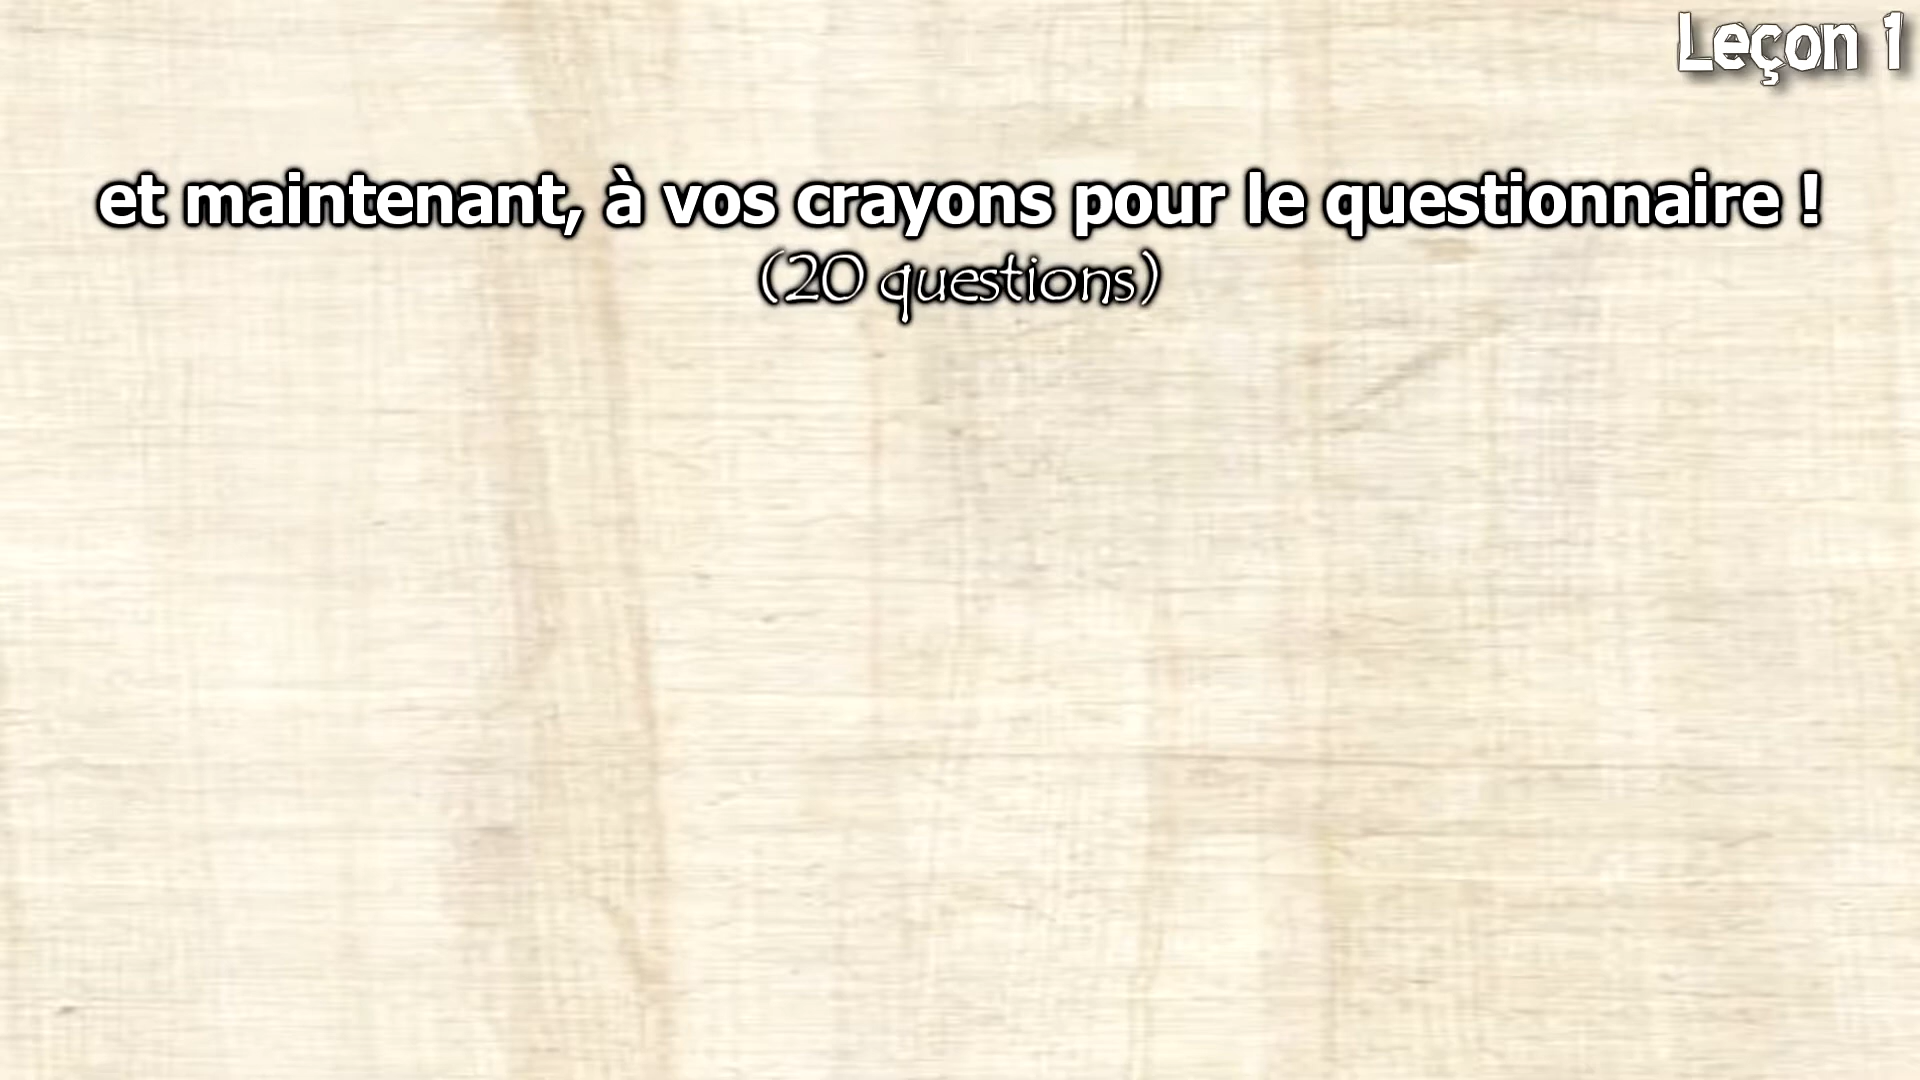 Leçon 1
et maintenant, à vos crayons pour le questionnaire !
(20 questions)